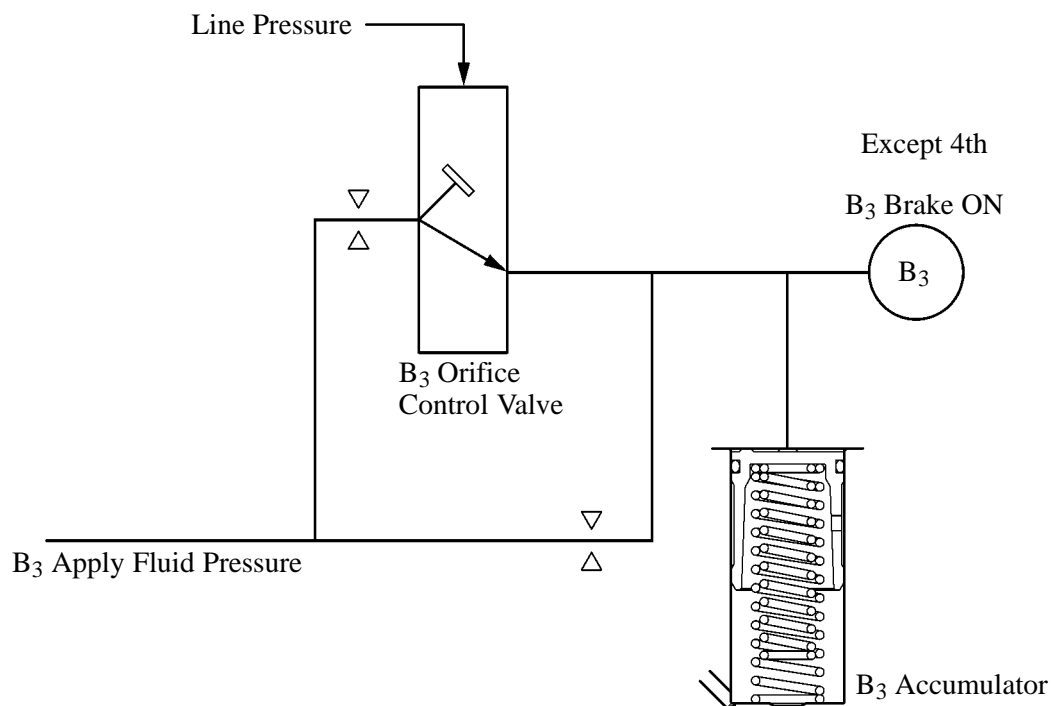 Line Pressure
Except 4th
B₃ Brake ON
B₃
B₃ Orifice
Control Valve
B₃ Apply Fluid Pressure
B₃ Accumulator